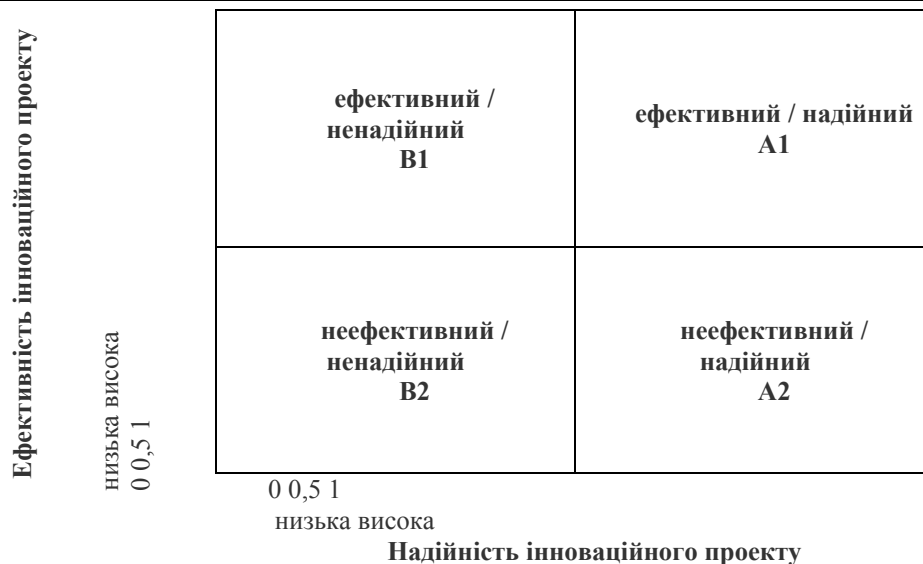 Ефективність інноваційного проекту
низька висока
0 0,5 1
ефективний /
ненадійний
В1
ефективний / надійний
А1
неефективний /
ненадійний
В2
неефективний /
надійний
А2
0 0,5 1
низька висока
Надійність інноваційного проекту